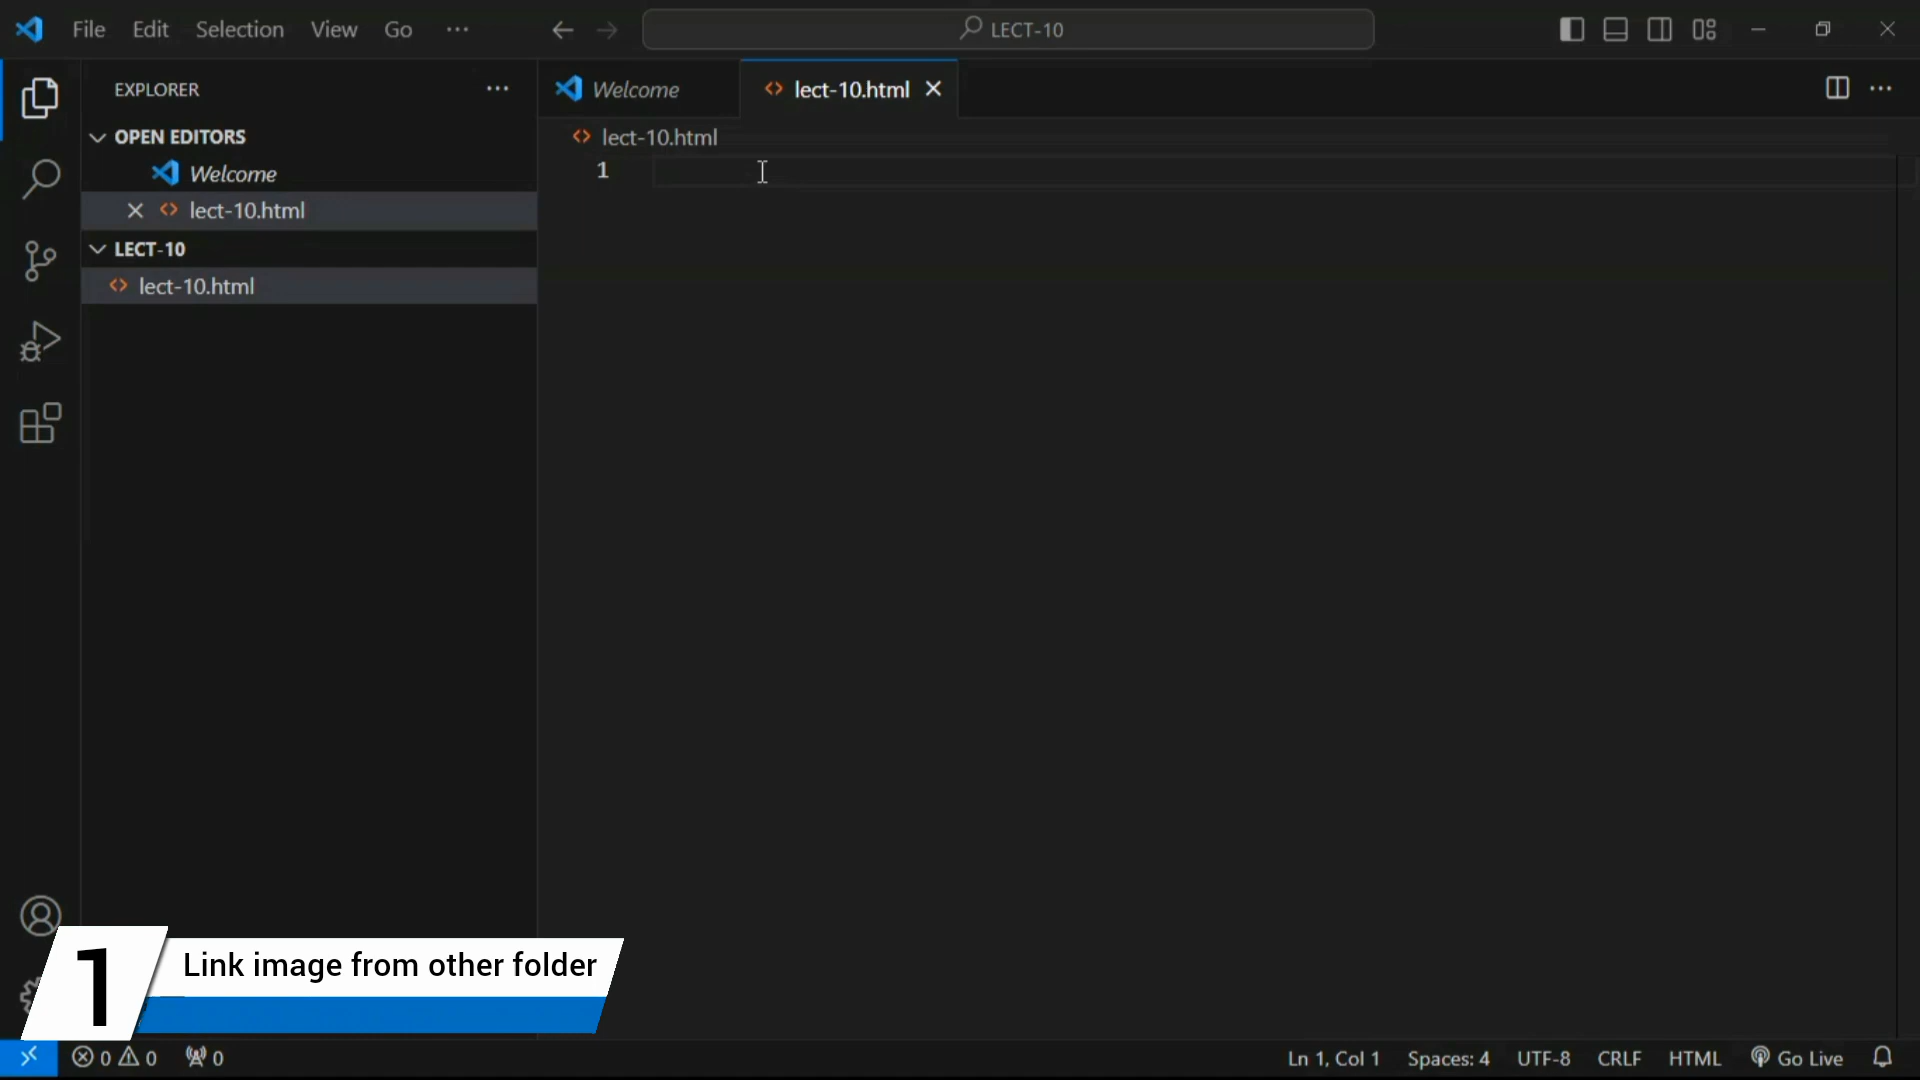 File Edit Selection View Go ···
LECT-10
EXPLORER ···
OPEN EDITORS
Welcome
lect-10.html
LECT-10
lect-10.html
Welcome
lect-10.html
lect-10.html
1
1
Link image from other folder
0 0 0
Ln 1, Col 1 Spaces: 4 UTF-8 CRLF HTML Go Live